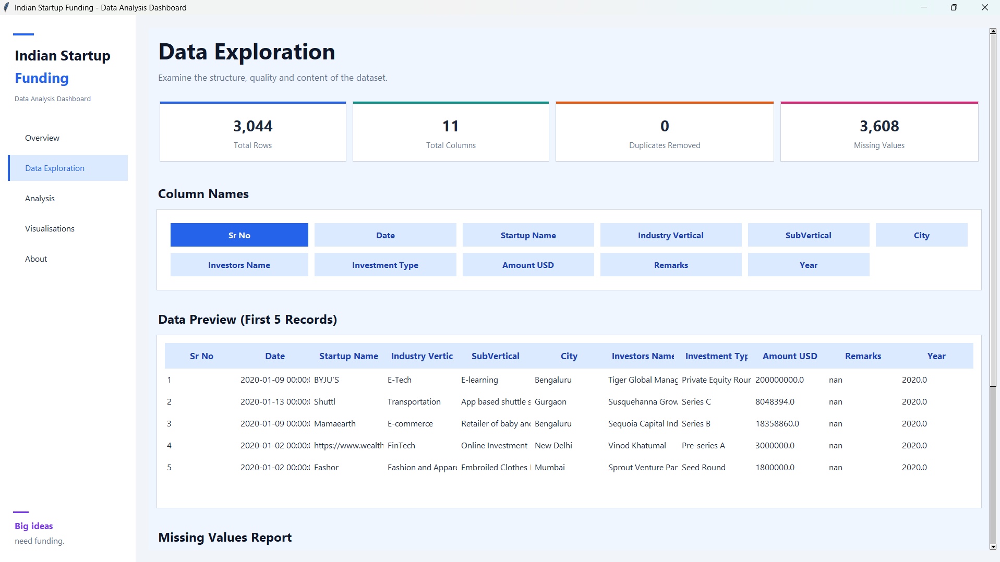 Indian Startup Funding - Data Analysis Dashboard
Indian Startup
Funding
Data Analysis Dashboard
Overview
Data Exploration
Analysis
Visualisations
About
Big ideas
need funding.
Data Exploration
Examine the structure, quality and content of the dataset.
3,044 11 0 3,608
Total Rows Total Columns Duplicates Removed Missing Values
Column Names
Sr No Date Startup Name Industry Vertical SubVertical City
Investors Name Investment Type Amount USD Remarks Year
Data Preview (First 5 Records)
Sr No Date Startup Name Industry Vertic SubVertical City Investors Name Investment Typ Amount USD Remarks Year
1 2020-01-09 00:00:0 BYJU’S E-Tech E-learning Bengaluru Tiger Global Manag Private Equity Rour 200000000.0 nan 2020.0
2 2020-01-13 00:00:0 Shuttl Transportation App based shuttle s Gurgaon Susquehanna Grow Series C 8048394.0 nan 2020.0
3 2020-01-09 00:00:0 Mamaearth E-commerce Retailer of baby and Bengaluru Sequoia Capital Ind Series B 18358860.0 nan 2020.0
4 2020-01-02 00:00:0 https://www.wealth FinTech Online Investment New Delhi Vinod Khatumal Pre-series A 3000000.0 nan 2020.0
5 2020-01-02 00:00:0 Fashor Fashion and Appare Embroiled Clothes Mumbai Sprout Venture Par Seed Round 1800000.0 nan 2020.0
Missing Values Report